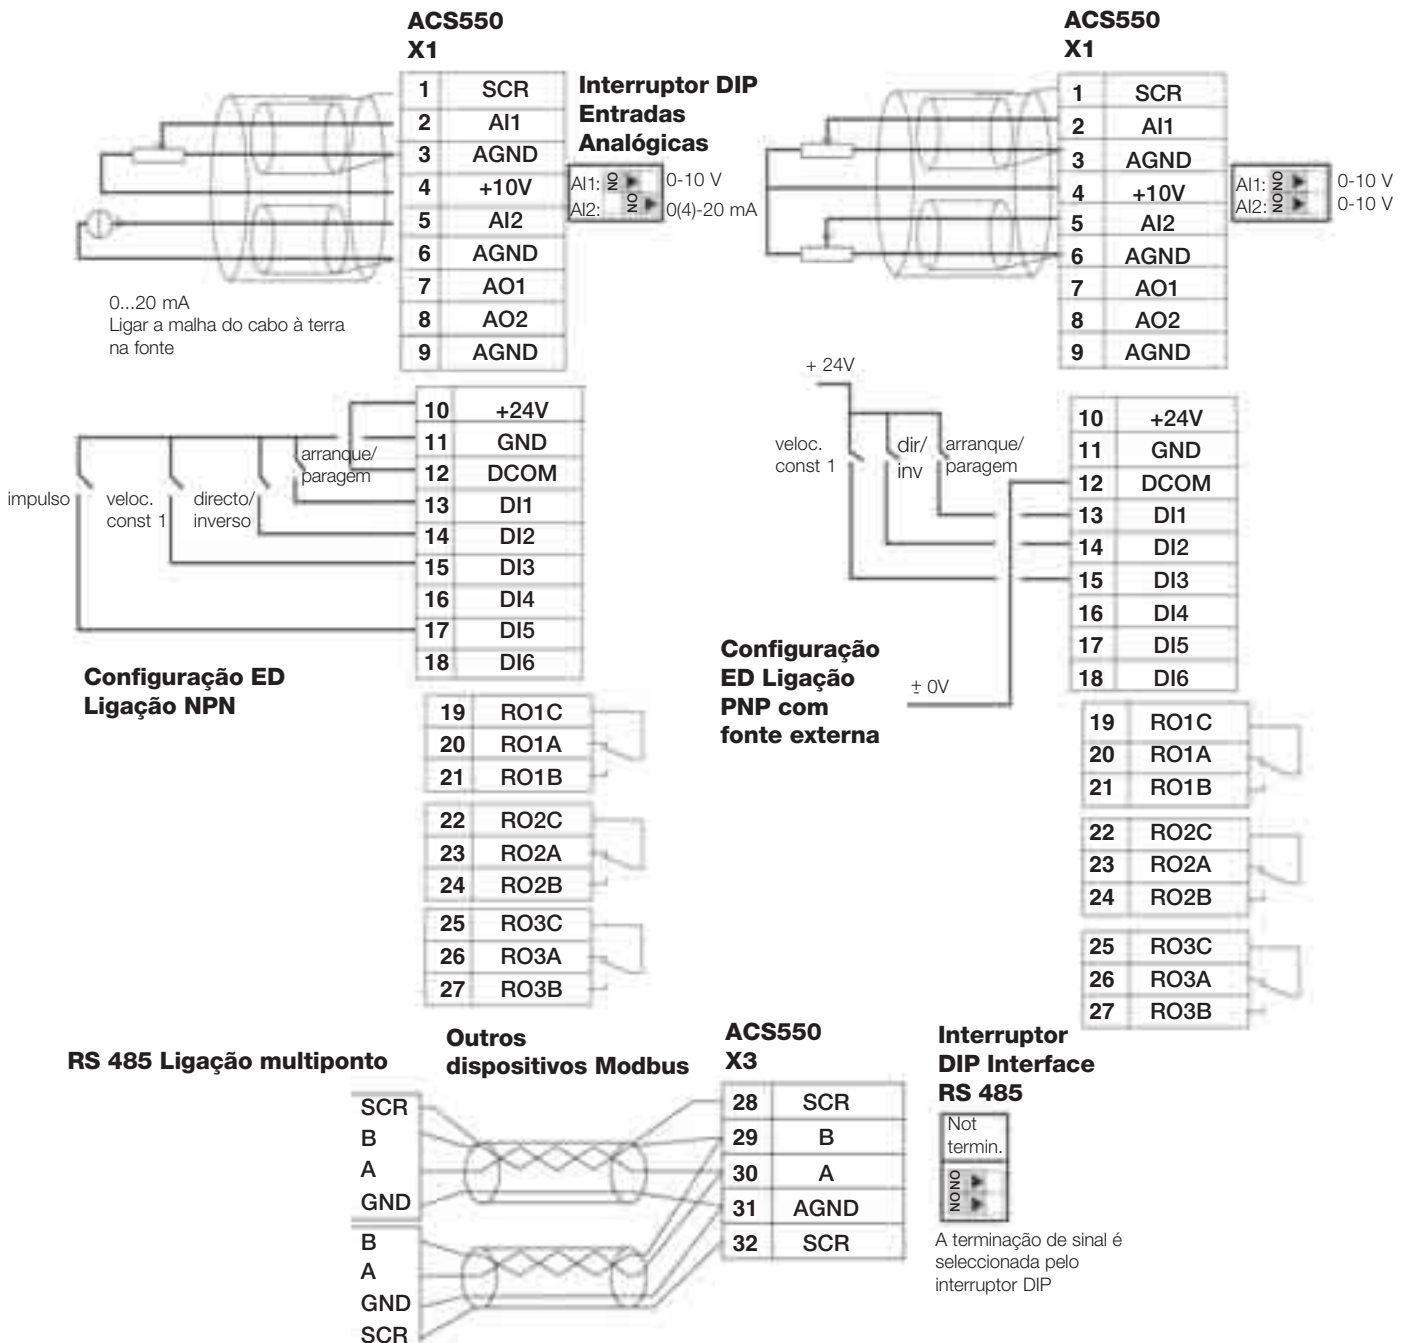 ACS550
X1
1 SCR
2 AI1
3 AGND
4 +10V
5 AI2
6 AGND
7 AO1
8 AO2
9 AGND
Interruptor DIP
Entradas
Analógicas
AI1: ON 0-10 V
AI2: ON 0(4)-20 mA
0...20 mA
Ligar a malha do cabo à terra
na fonte
10 +24V
11 GND
12 DCOM
13 DI1
14 DI2
15 DI3
16 DI4
17 DI5
18 DI6
impulso
veloc.
const 1
directo/
inverso
arranque/
paragem
Configuração ED
Ligação NPN
19 RO1C
20 RO1A
21 RO1B
22 RO2C
23 RO2A
24 RO2B
25 RO3C
26 RO3A
27 RO3B
ACS550
X1
1 SCR
2 AI1
3 AGND
4 +10V
5 AI2
6 AGND
7 AO1
8 AO2
9 AGND
AI1: ON 0-10 V
AI2: ON 0-10 V
+ 24V
veloc.
const 1
dir/
inv
arranque/
paragem
10 +24V
11 GND
12 DCOM
13 DI1
14 DI2
15 DI3
16 DI4
17 DI5
18 DI6
Configuração
ED Ligação
PNP com
fonte externa
± 0V
19 RO1C
20 RO1A
21 RO1B
22 RO2C
23 RO2A
24 RO2B
25 RO3C
26 RO3A
27 RO3B
RS 485 Ligação multiponto
Outros
dispositivos Modbus
SCR
B
A
GND
B
A
GND
SCR
ACS550
X3
28 SCR
29 B
30 A
31 AGND
32 SCR
Interruptor
DIP Interface
RS 485
Not
termin.
ON
ON
A terminação de sinal é
seleccionada pelo
interruptor DIP